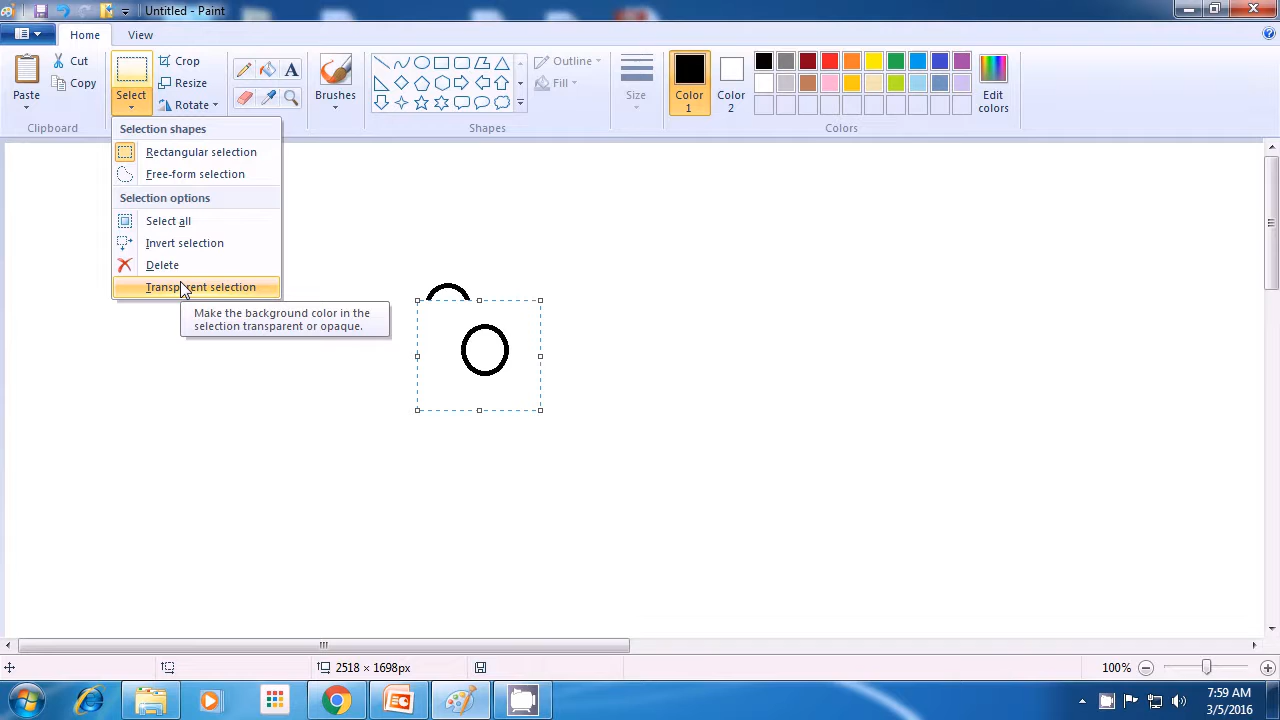 Untitled - Paint
Home View
Paste
Cut
Copy
Clipboard
Select
Crop
Resize
Rotate
A
Brushes
Outline
Fill
Shapes
Size
Color 1
Color 2
Edit colors
Colors
Selection shapes
Rectangular selection
Free-form selection
Selection options
Select all
Invert selection
Delete
Transparent selection
Make the background color in the
selection transparent or opaque.
2518 × 1698px
100%
7:59 AM
3/5/2016